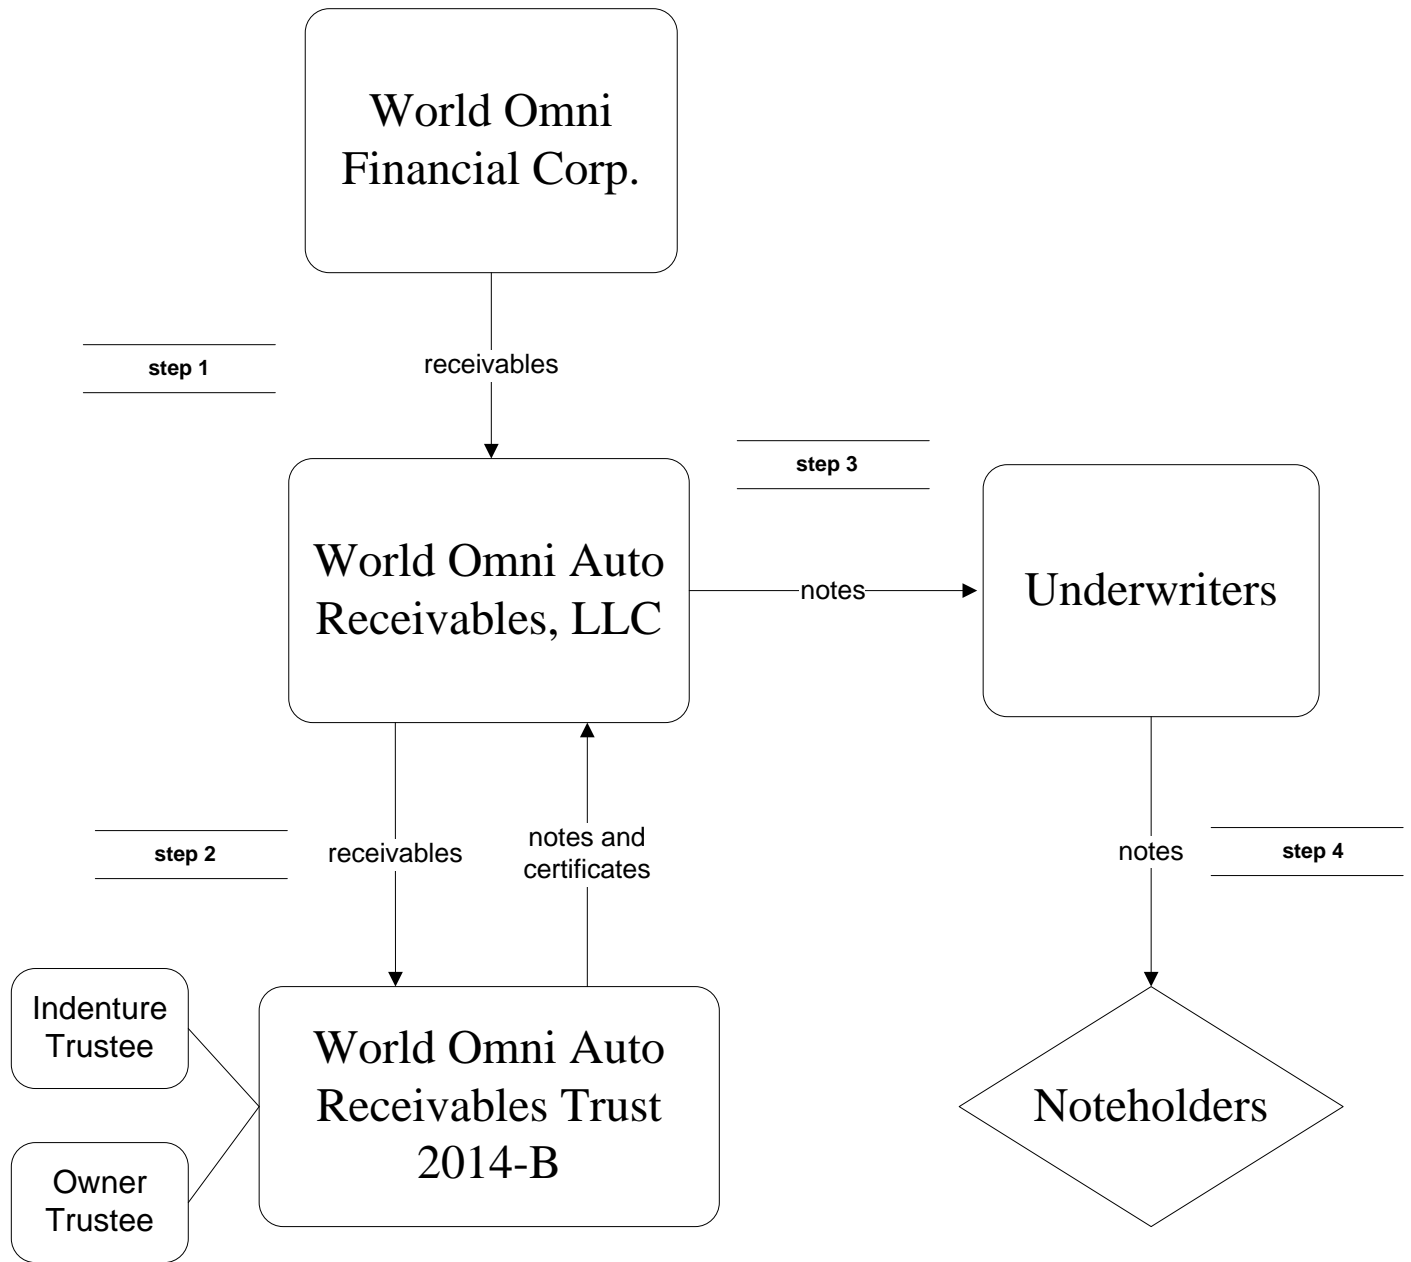 World Omni
Financial Corp.
step 1
receivables
step 3
World Omni Auto
Receivables, LLC
notes
Underwriters
step 2
receivables
notes and
certificates
notes
step 4
Indenture
Trustee
World Omni Auto
Receivables Trust
2014-B
Owner
Trustee
Noteholders